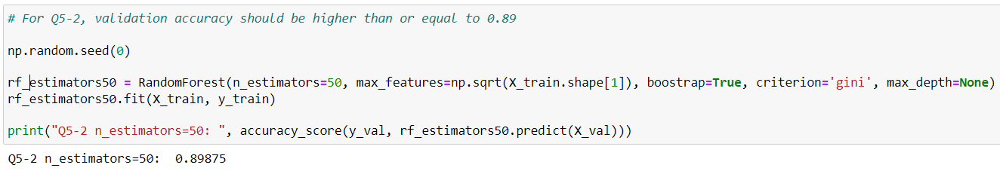 # For Q5-2, validation accuracy should be higher than or equal to 0.89
np.random.seed(0)
rf_estimators50 = RandomForest(n_estimators=50, max_features=np.sqrt(X_train.shape[1]), boostrap=True, criterion='gini', max_depth=None)
rf_estimators50.fit(X_train, y_train)
print("Q5-2 n_estimators=50: ", accuracy_score(y_val, rf_estimators50.predict(X_val)))
Q5-2 n_estimators=50:  0.89875